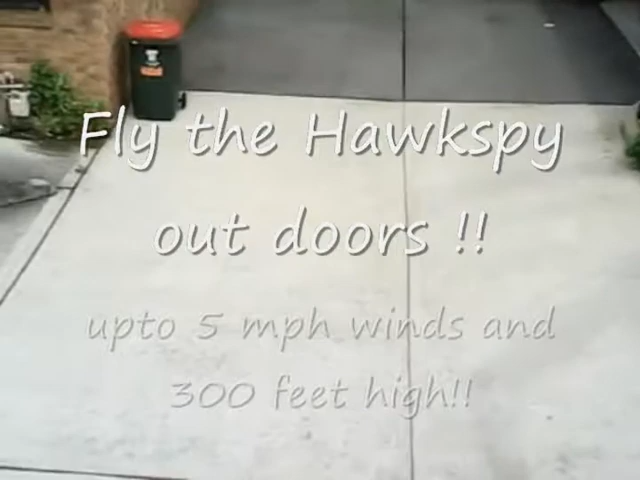 Fly the Hawkspy
out doors !!
upto 5 mph winds and
300 feet high!!